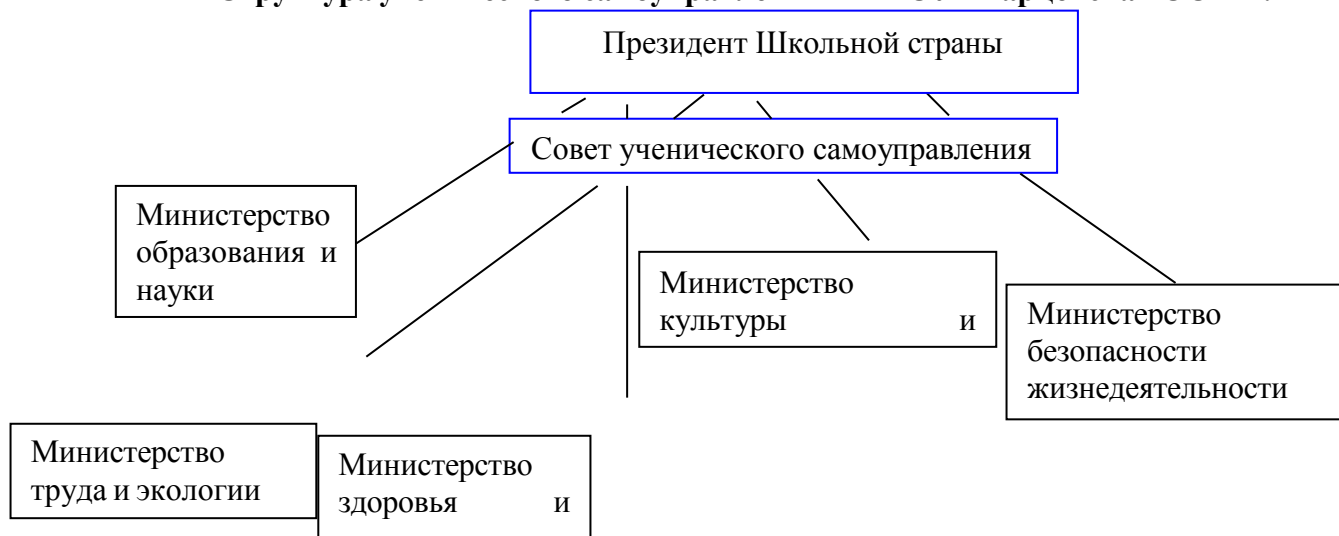 Президент Школьной страны
Совет ученического самоуправления
Министерство
образования и
науки
Министерство
культуры и
Министерство
безопасности
жизнедеятельности
Министерство
труда и экологии
Министерство
здоровья и